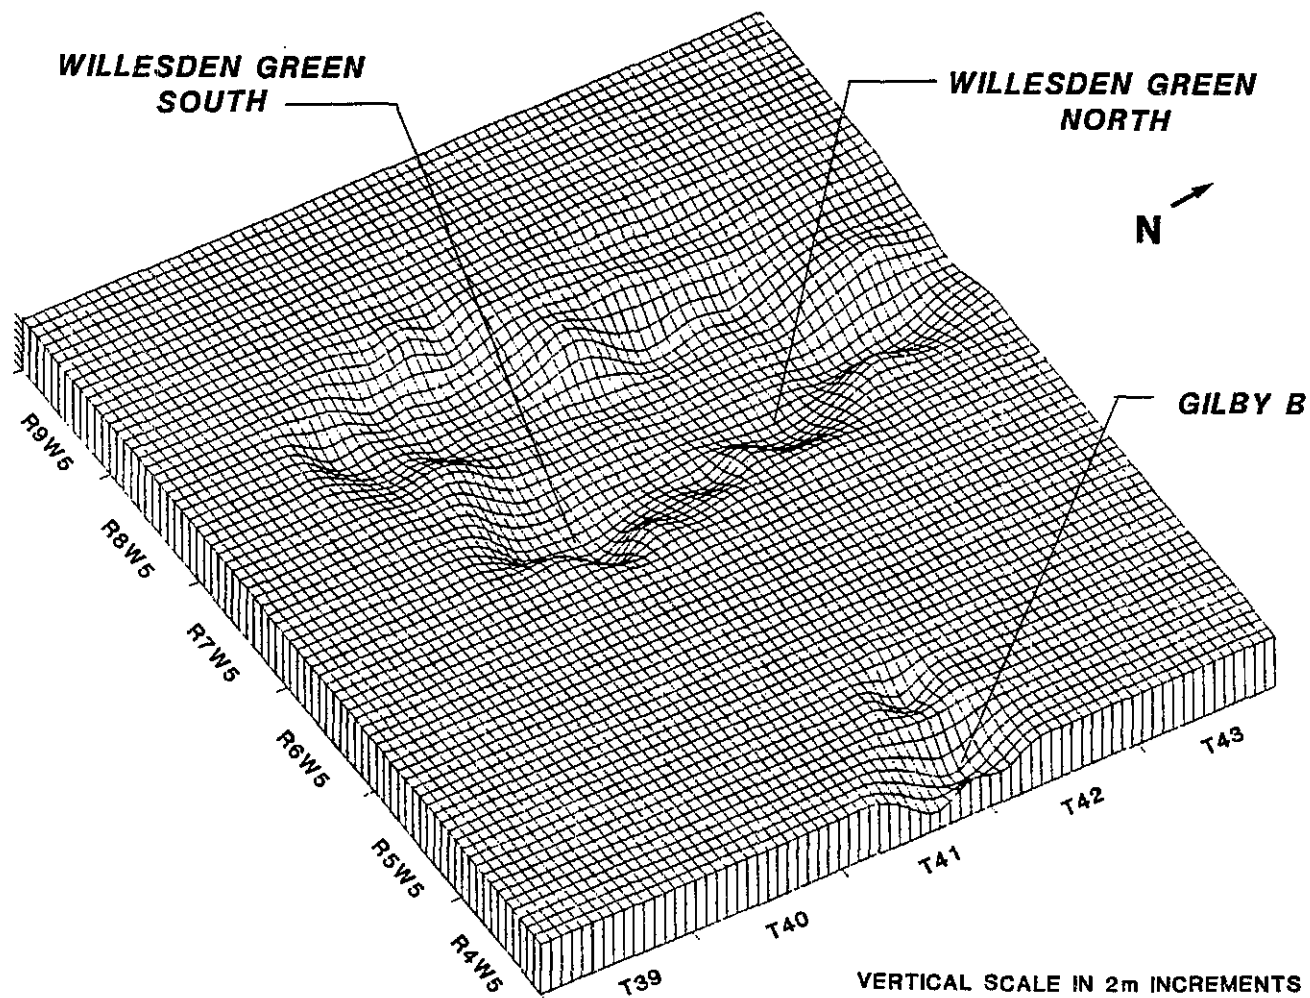 WILLESDEN GREEN
SOUTH
WILLESDEN GREEN
NORTH
N
GILBY B
R9W5
R8W5
R7W5
R6W5
R5W5
R4W5
T39
T40
T41
T42
T43
VERTICAL SCALE IN 2m INCREMENTS